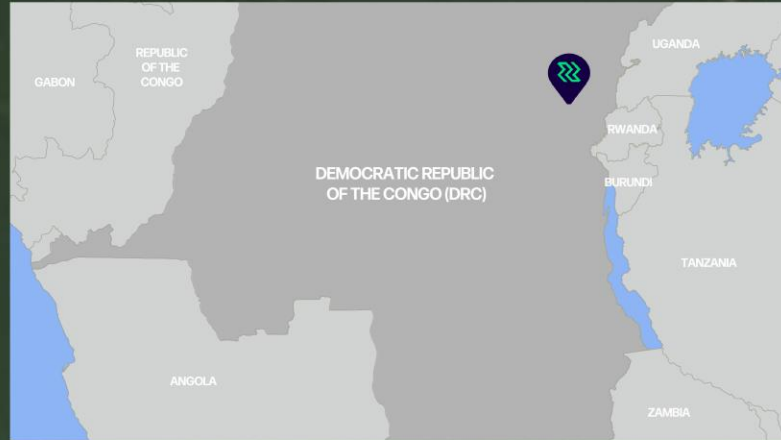 UGANDA
REPUBLIC
OF THE
CONGO
GABON
RWANDA
DEMOCRATIC REPUBLIC
OF THE CONGO (DRC)
BURUNDI
TANZANIA
ANGOLA
ZAMBIA